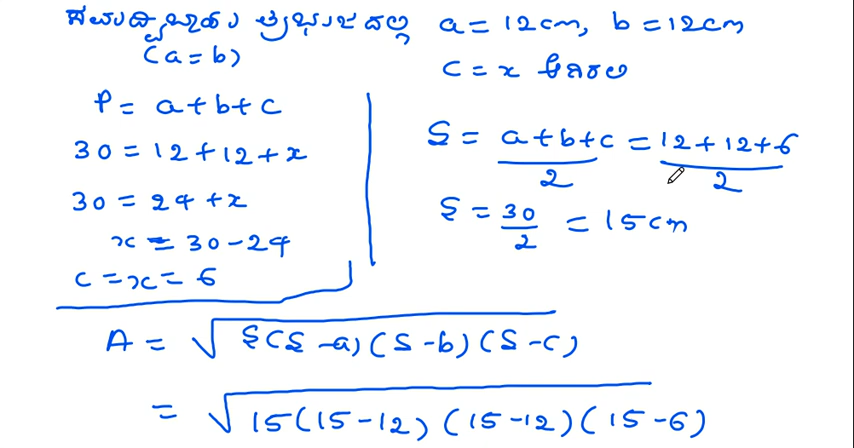 ಸಮದ್ವಿಬಾಹು ತ್ರಿಭುಜದಲ್ಲಿ a = 12cm, b = 12cm
(a = b)
c = x ಆಗಿರಲಿ
P = a+b+c
30 = 12+12+x
30 = 24+x
x = 30-24
c = x = 6
S = a+b+c/2 = 12+12+6/2
S = 30/2 = 15cm
A = √S(S-a)(S-b)(S-c)
= √15(15-12)(15-12)(15-6)